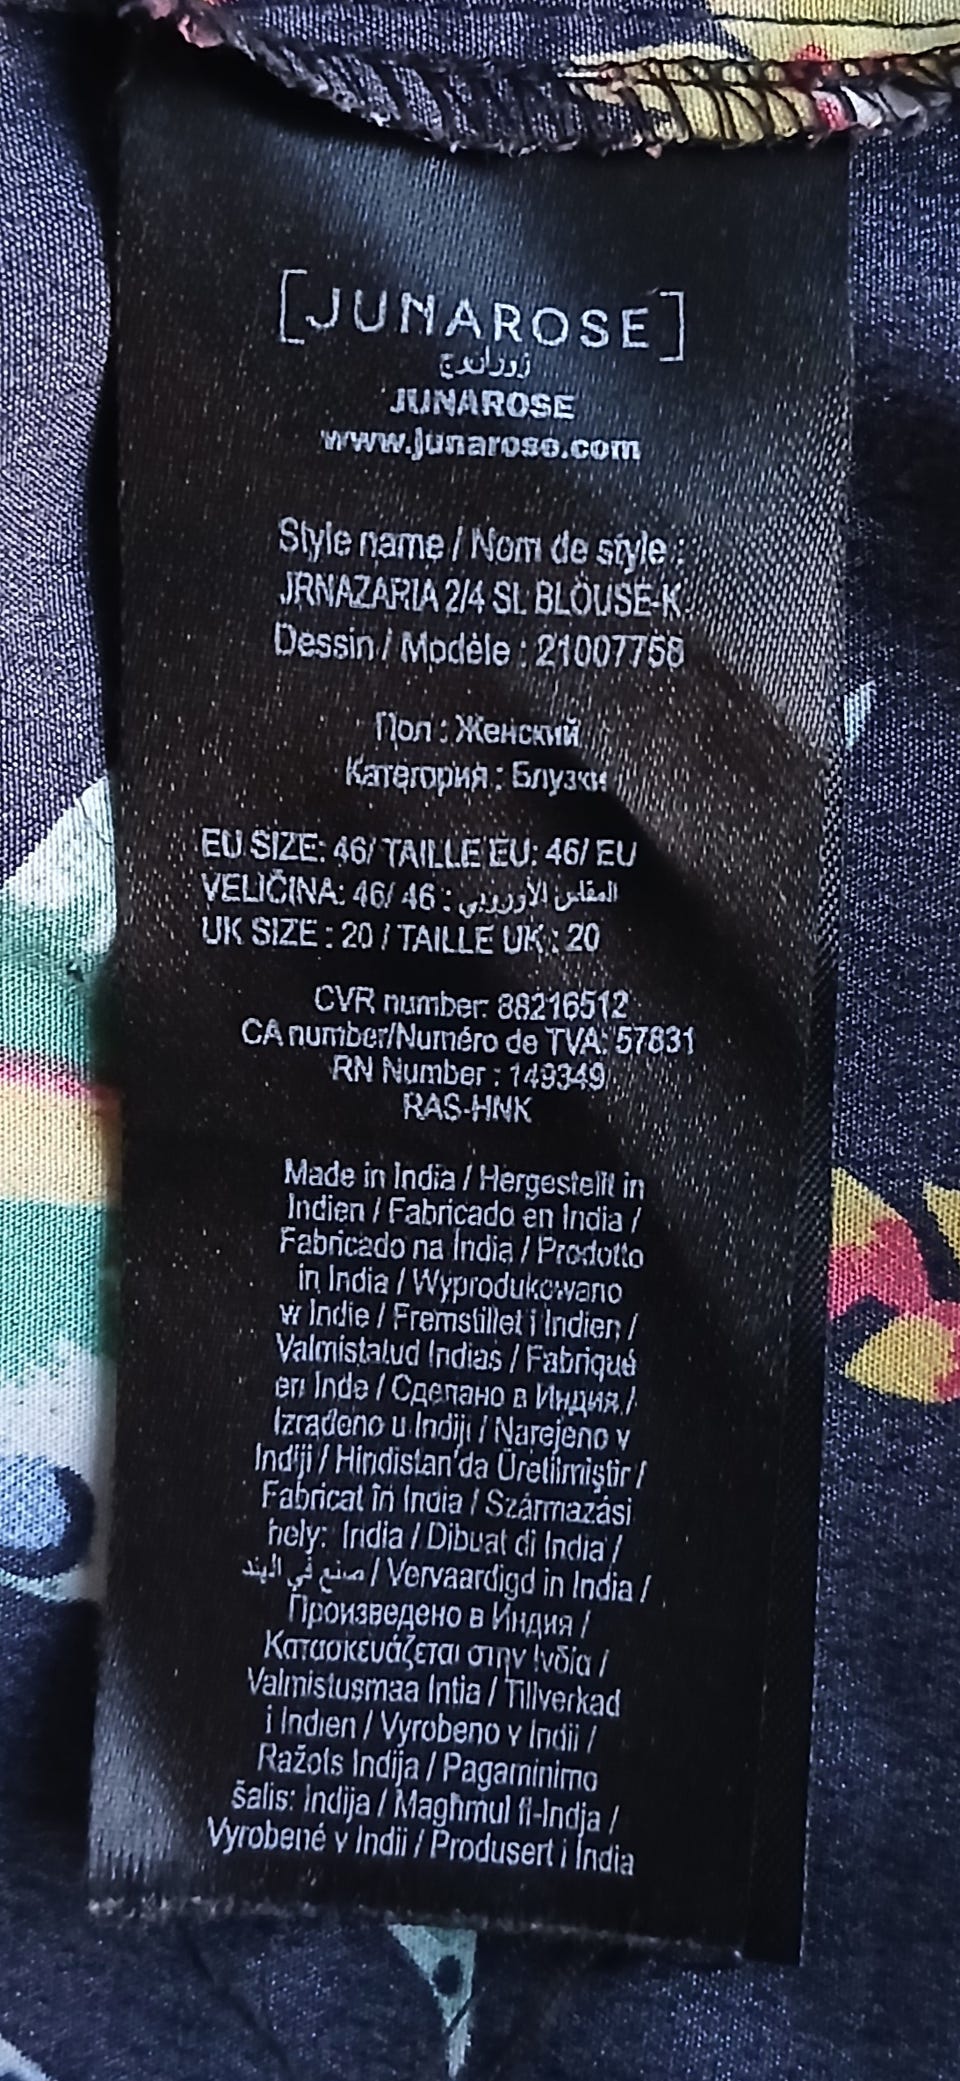 [JUNAROSE]
JUNAROSE
www.junarose.com
Style name / Nom de style :
JRNAZARIA 2/4 SL BLOUSE-K
Dessin / Modèle : 21007758
Пол : Женский
Категория : Блузки
EU SIZE: 46/ TAILLE EU: 46/ EU
VELIČINA: 46/ 46 : المقاس الأوروبي
UK SIZE : 20 / TAILLE UK : 20
CVR number: 88216512
CA number/Numéro de TVA: 57831
RN Number : 149349
RAS-HNK
Made in India / Hergestellt in
Indien / Fabricado en India /
Fabricado na Índia / Prodotto
in India / Wyprodukowano
w Indie / Fremstillet i Indien /
Valmistatud Indias / Fabriqué
en Inde / Сделано в Индия /
Izrađeno u Indiji / Narejeno v
Indiji / Hindistan'da Üretilmiştir /
Fabricat în India / Származási
hely: India / Dibuat di India /
صنع في الهند / Vervaardigd in India /
Произведено в Индия /
Κατασκευάζεται στην Ινδία /
Valmistusmaa Intia / Tillverkad
i Indien / Vyrobeno v Indii /
Ražots Indija / Pagaminimo
šalis: Indija / Magħmul fl-Indja /
Vyrobené v Indii / Produsert i India